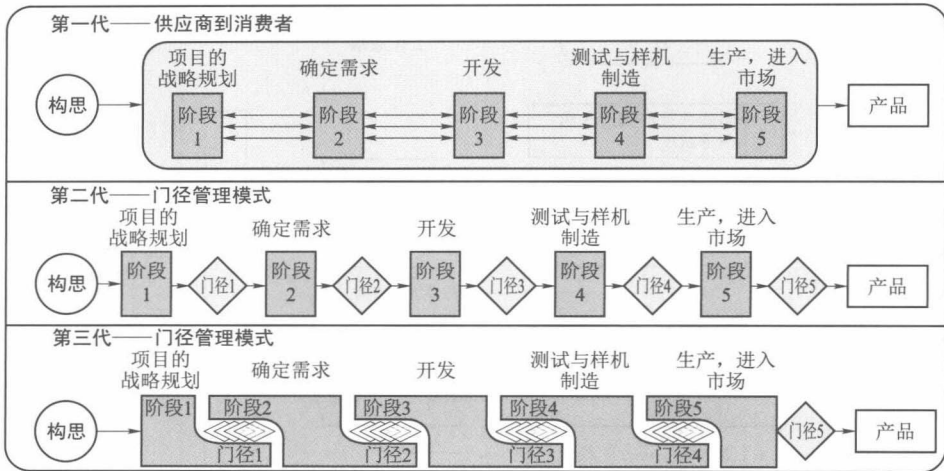 第一代——供应商到消费者
项目的
战略规划
确定需求
开发
测试与样机
制造
生产，进入
市场
构思
阶段
1
阶段
2
阶段
3
阶段
4
阶段
5
产品
第二代——门径管理模式
项目的
战略规划
确定需求
开发
测试与样机
制造
生产，进入
市场
构思
阶段
1
门径1
阶段
2
门径2
阶段
3
门径3
阶段
4
门径4
阶段
5
门径5
产品
第三代——门径管理模式
项目的
战略规划
确定需求
开发
测试与样机
制造
生产，进入
市场
构思
阶段1
阶段2
阶段3
阶段4
阶段5
门径1
门径2
门径3
门径4
门径5
产品